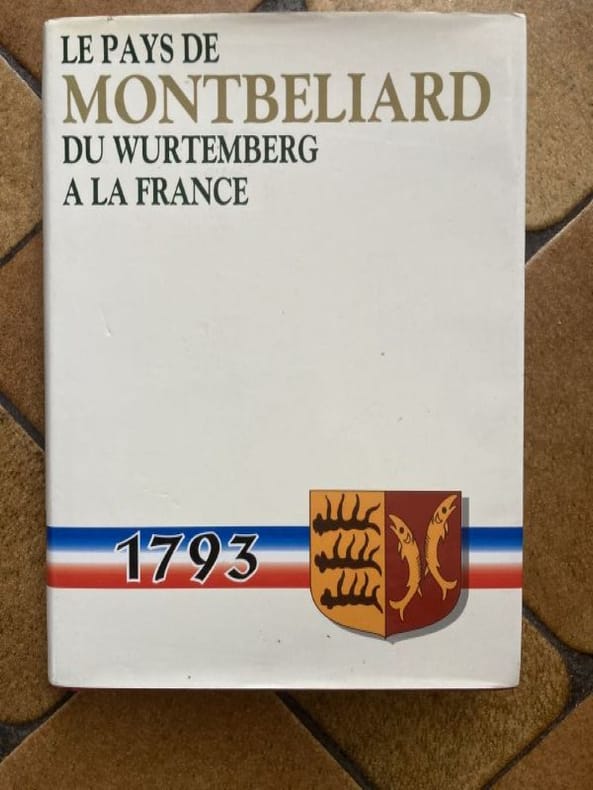 LE PAYS DE
MONTBELIARD
DU WURTEMBERG
A LA FRANCE
1793